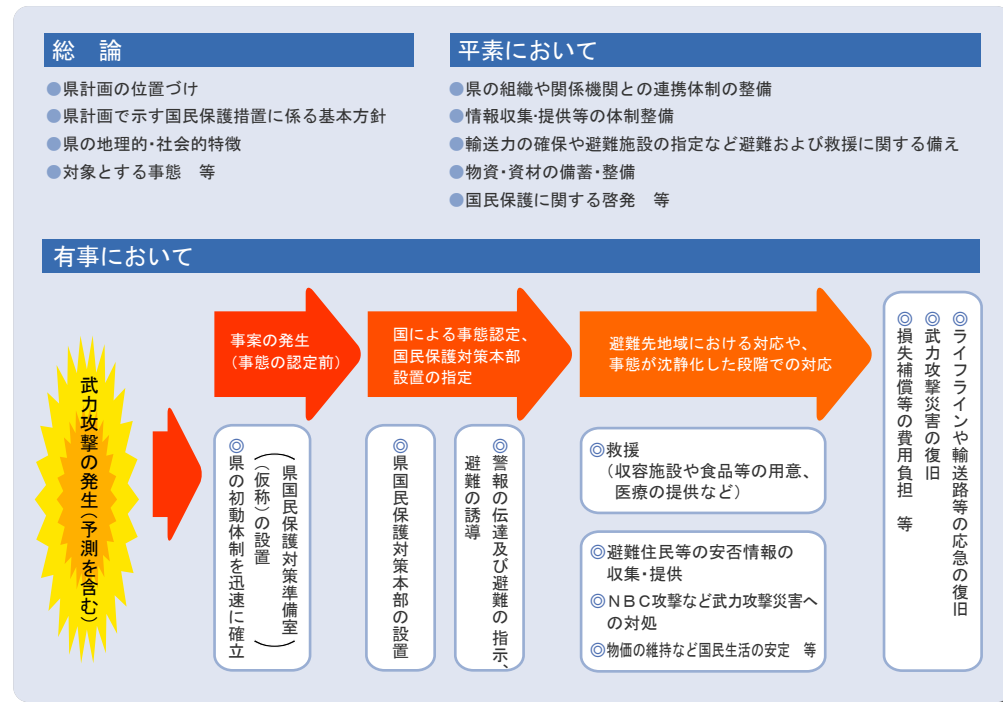 総　論
●県計画の位置づけ
●県計画で示す国民保護措置に係る基本方針
●県の地理的・社会的特徴
●対象とする事態　等
平素において
●県の組織や関係機関との連携体制の整備
●情報収集・提供等の体制整備
●輸送力の確保や避難施設の指定など避難および救援に関する備え
●物資・資材の備蓄・整備
●国民保護に関する啓発　等
有事において
武力攻撃の発生（予測を含む）
事案の発生
（事態の認定前）
◎県の初動体制を迅速に確立
（県国民保護対策準備室
（仮称）の設置）
国による事態認定、
国民保護対策本部
設置の指定
◎県国民保護対策本部の設置
◎警報の伝達及び避難の指示、
避難の誘導
避難先地域における対応や、
事態が沈静化した段階での対応
◎救援
（収容施設や食品等の用意、
医療の提供など）
◎避難住民等の安否情報の
収集・提供
◎ＮＢＣ攻撃など武力攻撃災害へ
の対処
◎物価の維持など国民生活の安定　等
◎ライフラインや輸送路等の応急の復旧
◎武力攻撃災害の復旧
◎損失補償等の費用負担　等